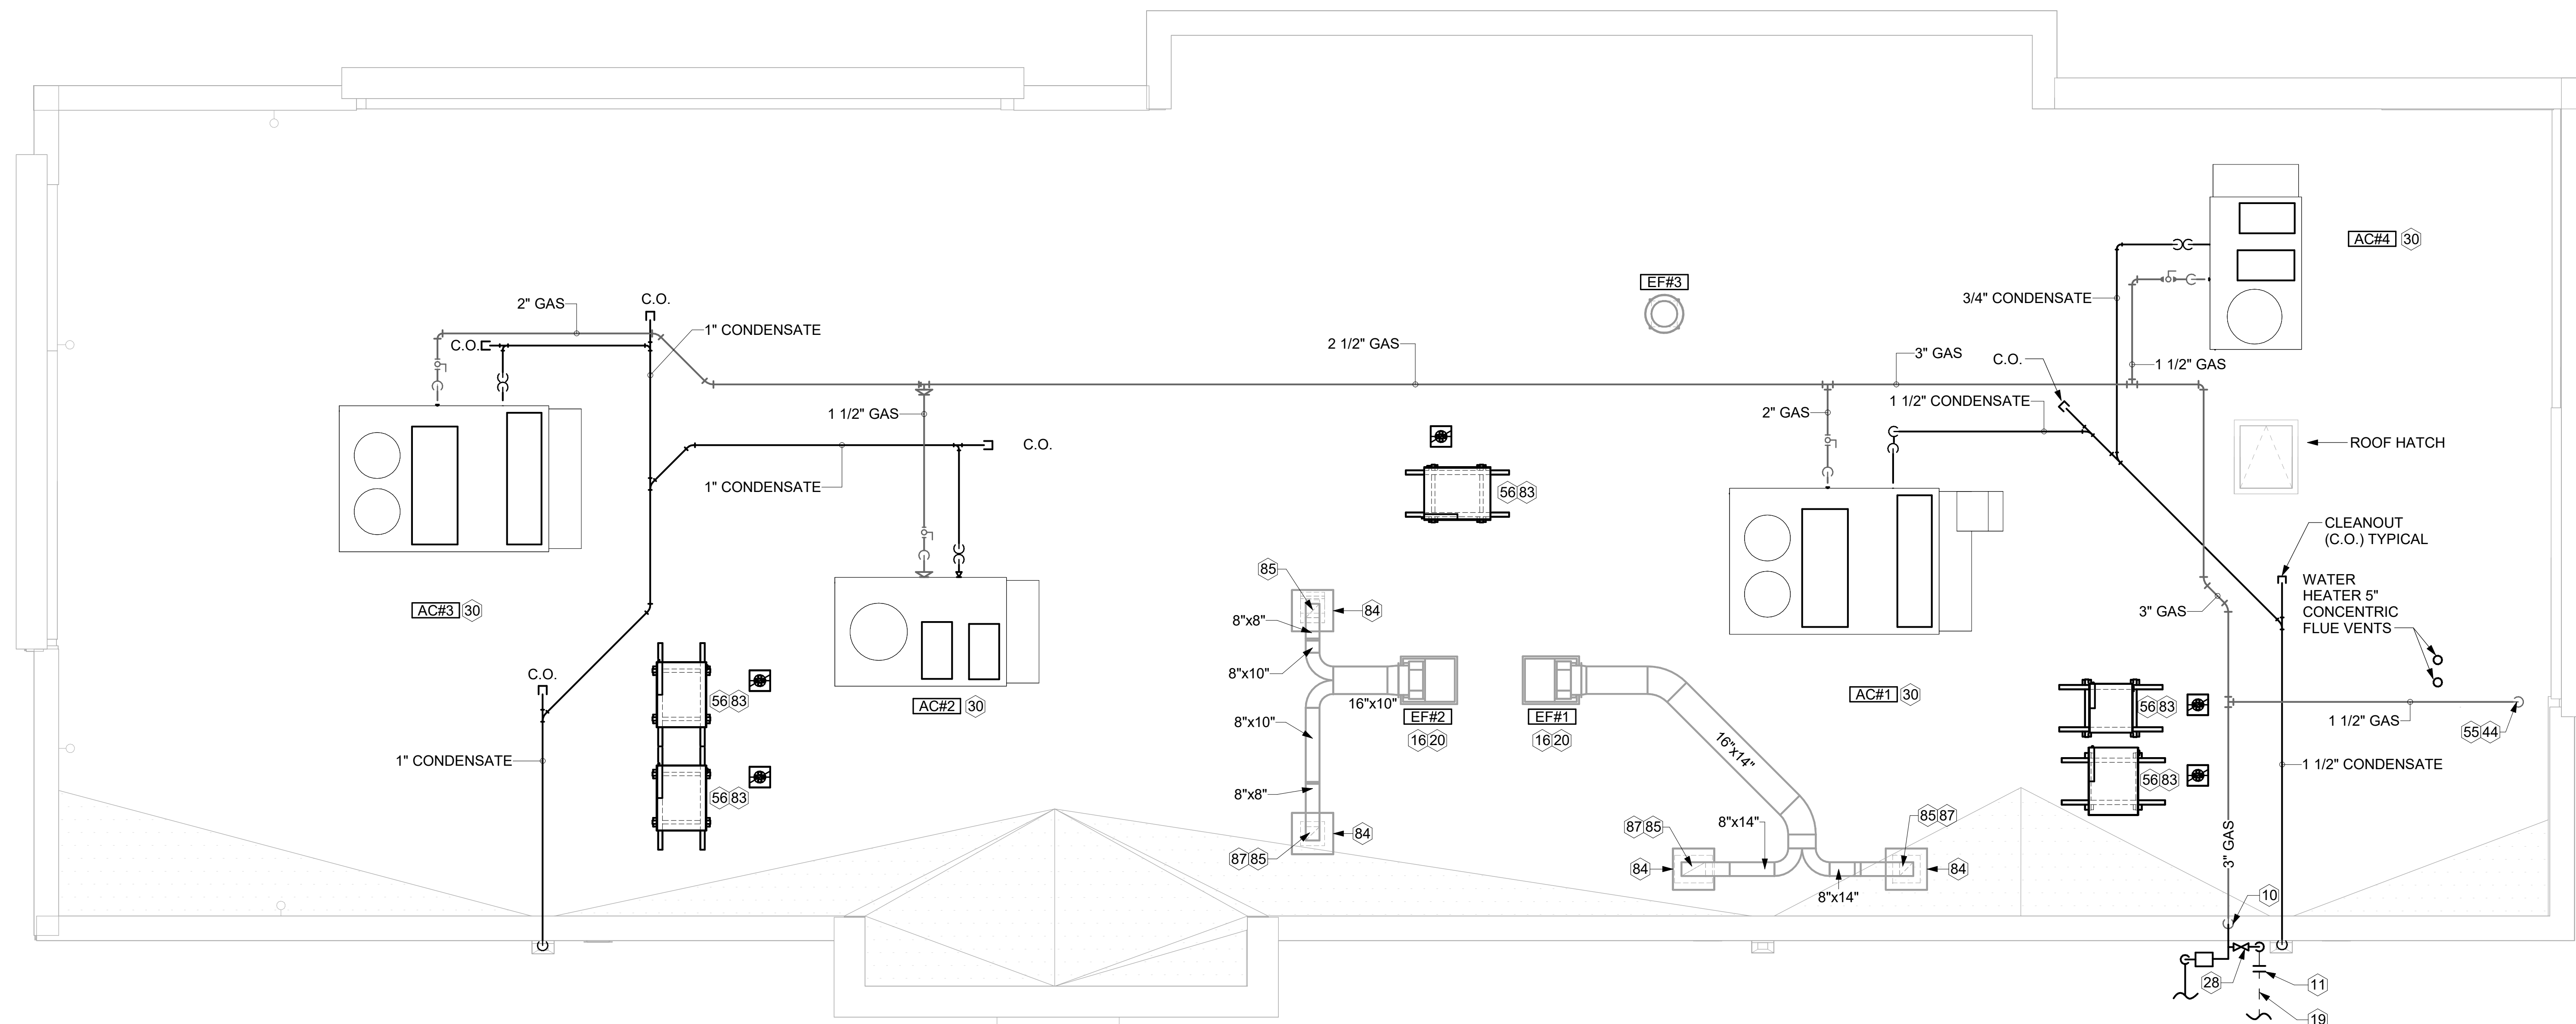 AC#4 30
EF#3
2" GAS
C.O.
3/4" CONDENSATE
1" CONDENSATE
C.O.
2 1/2" GAS
3" GAS
C.O.
1 1/2" GAS
1 1/2" GAS
2" GAS
1 1/2" CONDENSATE
C.O.
ROOF HATCH
1" CONDENSATE
56 83
CLEANOUT
(C.O.) TYPICAL
85
WATER
HEATER 5"
CONCENTRIC
FLUE VENTS
AC#3 30
84
8"x8"
3" GAS
C.O.
8"x10"
AC#1 30
56 83
16"x10"
AC#2 30
EF#2
EF#1
56 83
8"x10"
1 1/2" GAS
55 44
16 20
16 20
16"x14"
1" CONDENSATE
1 1/2" CONDENSATE
56 83
56 83
8"x8"
85 87
87 85
8"x14"
84
3" GAS
87 85
84
84
8"x14"
10
28
11
19